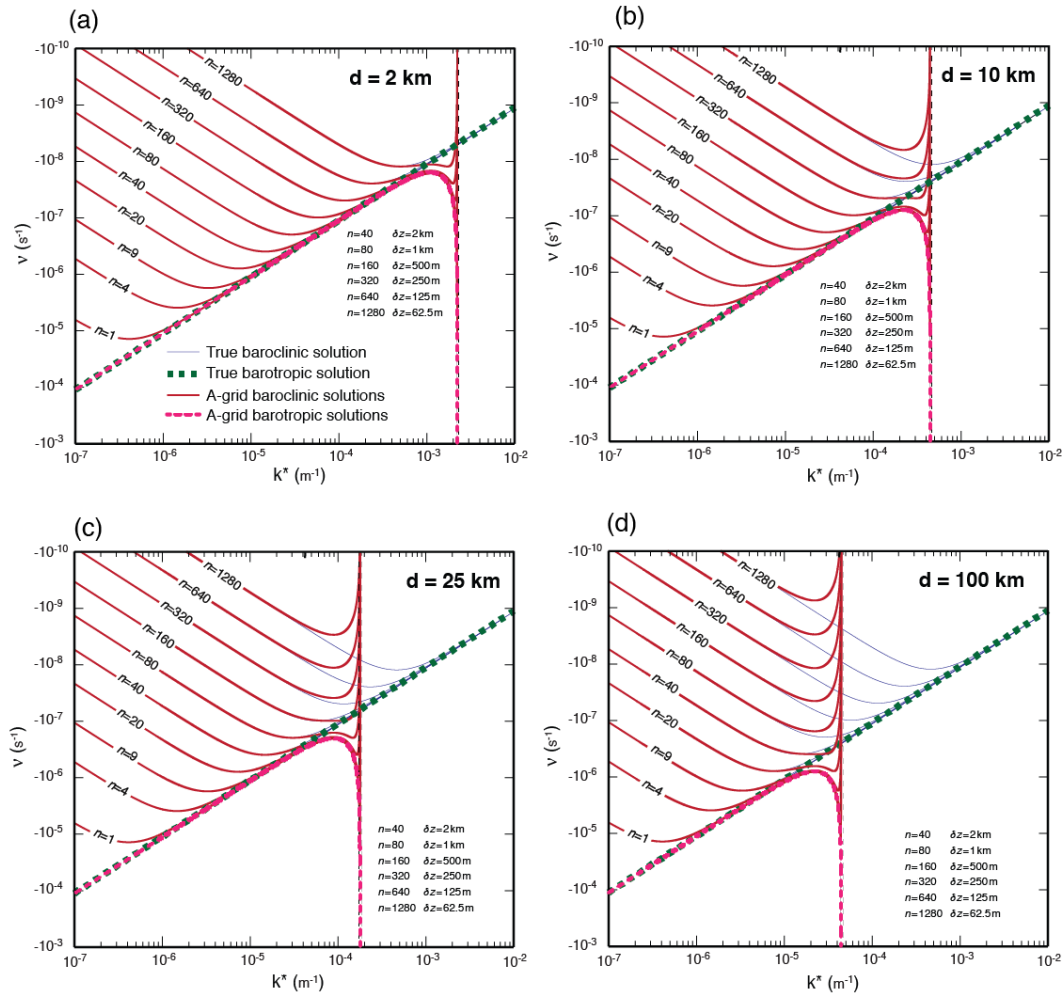 (a)
d = 2 km
-10-10
-10-9
-10-8
-10-7
-10-6
-10-5
-10-4
-10-3
ν (s-1)
n=1280
n=640
n=320
n=160
n=80
n=40
n=20
n=9
n=4
n=1
n=40 δz=2km
n=80 δz=1km
n=160 δz=500m
n=320 δz=250m
n=640 δz=125m
n=1280 δz=62.5m
True baroclinic solution
True barotropic solution
A-grid baroclinic solutions
A-grid barotropic solutions
10-7 10-6 10-5 10-4 10-3 10-2
k* (m-1)
(b)
d = 10 km
-10-10
-10-9
-10-8
-10-7
-10-6
-10-5
-10-4
-10-3
ν (s-1)
n=1280
n=640
n=320
n=160
n=80
n=40
n=20
n=9
n=4
n=1
n=40 δz=2km
n=80 δz=1km
n=160 δz=500m
n=320 δz=250m
n=640 δz=125m
n=1280 δz=62.5m
10-7 10-6 10-5 10-4 10-3 10-2
k* (m-1)
(c)
d = 25 km
-10-10
-10-9
-10-8
-10-7
-10-6
-10-5
-10-4
-10-3
ν (s-1)
n=1280
n=640
n=320
n=160
n=80
n=40
n=20
n=9
n=4
n=1
n=40 δz=2km
n=80 δz=1km
n=160 δz=500m
n=320 δz=250m
n=640 δz=125m
n=1280 δz=62.5m
10-7 10-6 10-5 10-4 10-3 10-2
k* (m-1)
(d)
d = 100 km
-10-10
-10-9
-10-8
-10-7
-10-6
-10-5
-10-4
-10-3
ν (s-1)
n=1280
n=640
n=320
n=160
n=80
n=40
n=20
n=9
n=4
n=1
n=40 δz=2km
n=80 δz=1km
n=160 δz=500m
n=320 δz=250m
n=640 δz=125m
n=1280 δz=62.5m
10-7 10-6 10-5 10-4 10-3 10-2
k* (m-1)